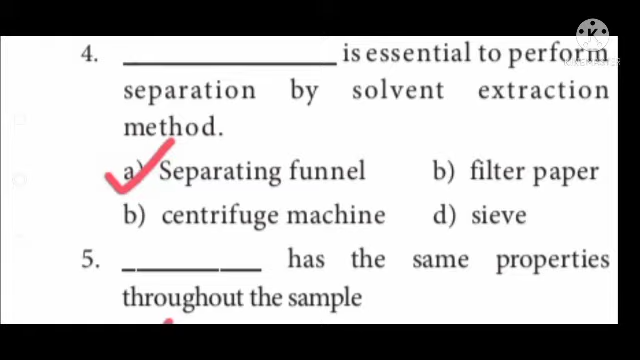 4. ________________ is essential to perform
separation by solvent extraction
method.
a) Separating funnel b) filter paper
b) centrifuge machine d) sieve
5. __________ has the same properties
throughout the sample